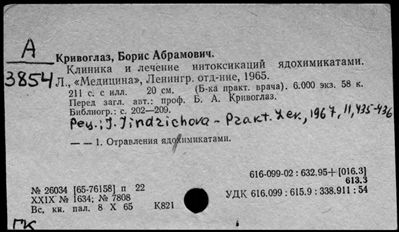 А
3854
Кривоглаз, Борис Абрамович.
Клиника и лечение интоксикаций ядохимикатами.
Л., «Медицина», Ленингр. отд-ние, 1965.
211 с. с илл. 20 см. (Б-ка практ. врача). 6.000 экз. 58 к.
Перед загл. авт.: проф. Б. А. Кривоглаз.
Библиогр.: с. 202—209.
Рец.: J. Jindzichova - Pzakt. Lek., 1967, 11, 435-436
— — 1. Отравления ядохимикатами.
616.099-02 : 632.95+[016.3]
613.3
№ 26034 [65-76158] п 22
XXIX № 1634; № 7808
УДК 616.099 : 615.9 : 338.911 : 54
Вс. кн. пал. 8 X 65 К821
ГК